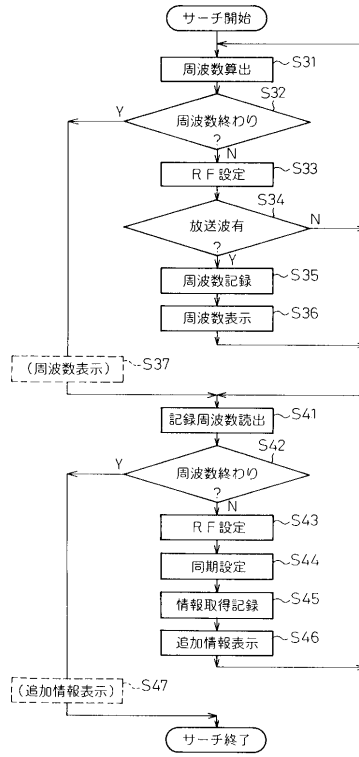 サーチ開始
周波数算出 S31
S32
Y 周波数終わり
?
N
RF設定 S33
S34
放送波有 N
?
Y
周波数記録 S35
周波数表示 S36
(周波数表示) S37
記録周波数読出 S41
S42
Y 周波数終わり
?
N
RF設定 S43
同期設定 S44
情報取得記録 S45
追加情報表示 S46
(追加情報表示) S47
サーチ終了